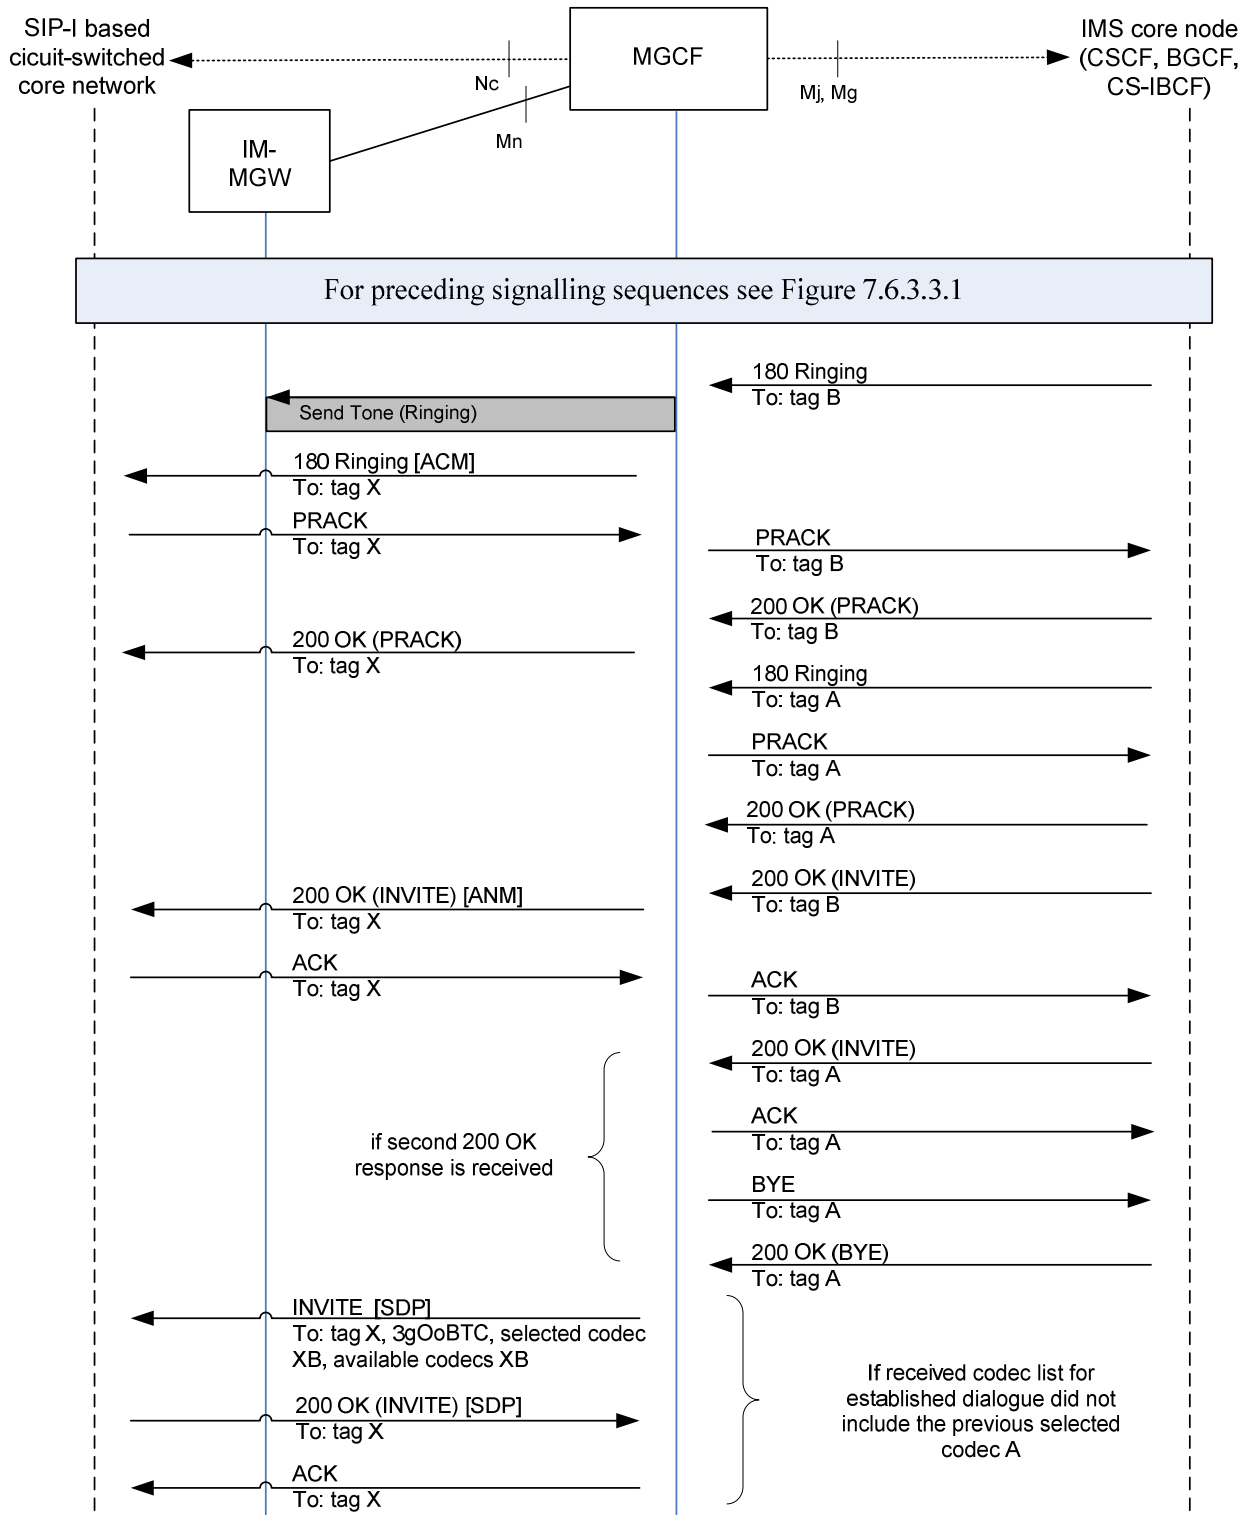 SIP-I based
cicuit-switched
core network
MGCF
IMS core node
(CSCF, BGCF,
CS-IBCF)
Nc
Mj, Mg
Mn
IM-
MGW
For preceding signalling sequences see Figure 7.6.3.3.1
180 Ringing
To: tag B
Send Tone (Ringing)
180 Ringing [ACM]
To: tag X
PRACK
To: tag X
PRACK
To: tag B
200 OK (PRACK)
To: tag B
200 OK (PRACK)
To: tag X
180 Ringing
To: tag A
PRACK
To: tag A
200 OK (PRACK)
To: tag A
200 OK (INVITE)
To: tag B
200 OK (INVITE) [ANM]
To: tag X
ACK
To: tag X
ACK
To: tag B
200 OK (INVITE)
To: tag A
ACK
To: tag A
if second 200 OK
response is received
BYE
To: tag A
200 OK (BYE)
To: tag A
INVITE [SDP]
To: tag X, 3gOoBTC, selected codec
XB, available codecs XB
If received codec list for
established dialogue did not
include the previous selected
codec A
200 OK (INVITE) [SDP]
To: tag X
ACK
To: tag X